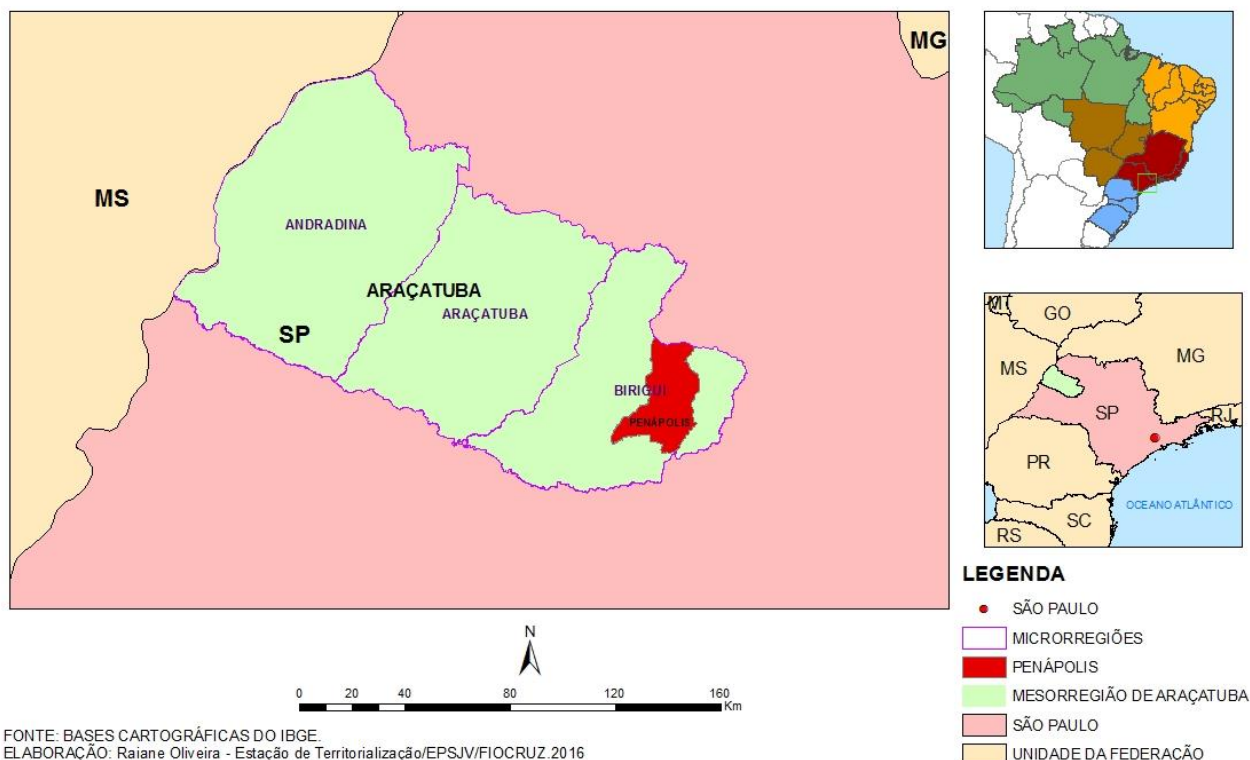 MG
MS
ANDRADINA
ARAÇATUBA
ARAÇATUBA
SP
BIRIGUI
PENÁPOLIS
MT
GO
MG
MS
SP
RJ
PR
OCEANO ATLÂNTICO
SC
RS
LEGENDA
SÃO PAULO
MICRORREGIÕES
PENÁPOLIS
MESORREGIÃO DE ARAÇATUBA
SÃO PAULO
UNIDADE DA FEDERAÇÃO
N
0 20 40 80 120 160
Km
FONTE: BASES CARTOGRÁFICAS DO IBGE.
ELABORAÇÃO: Raiane Oliveira - Estação de Territorialização/EPSJV/FIOCRUZ.2016